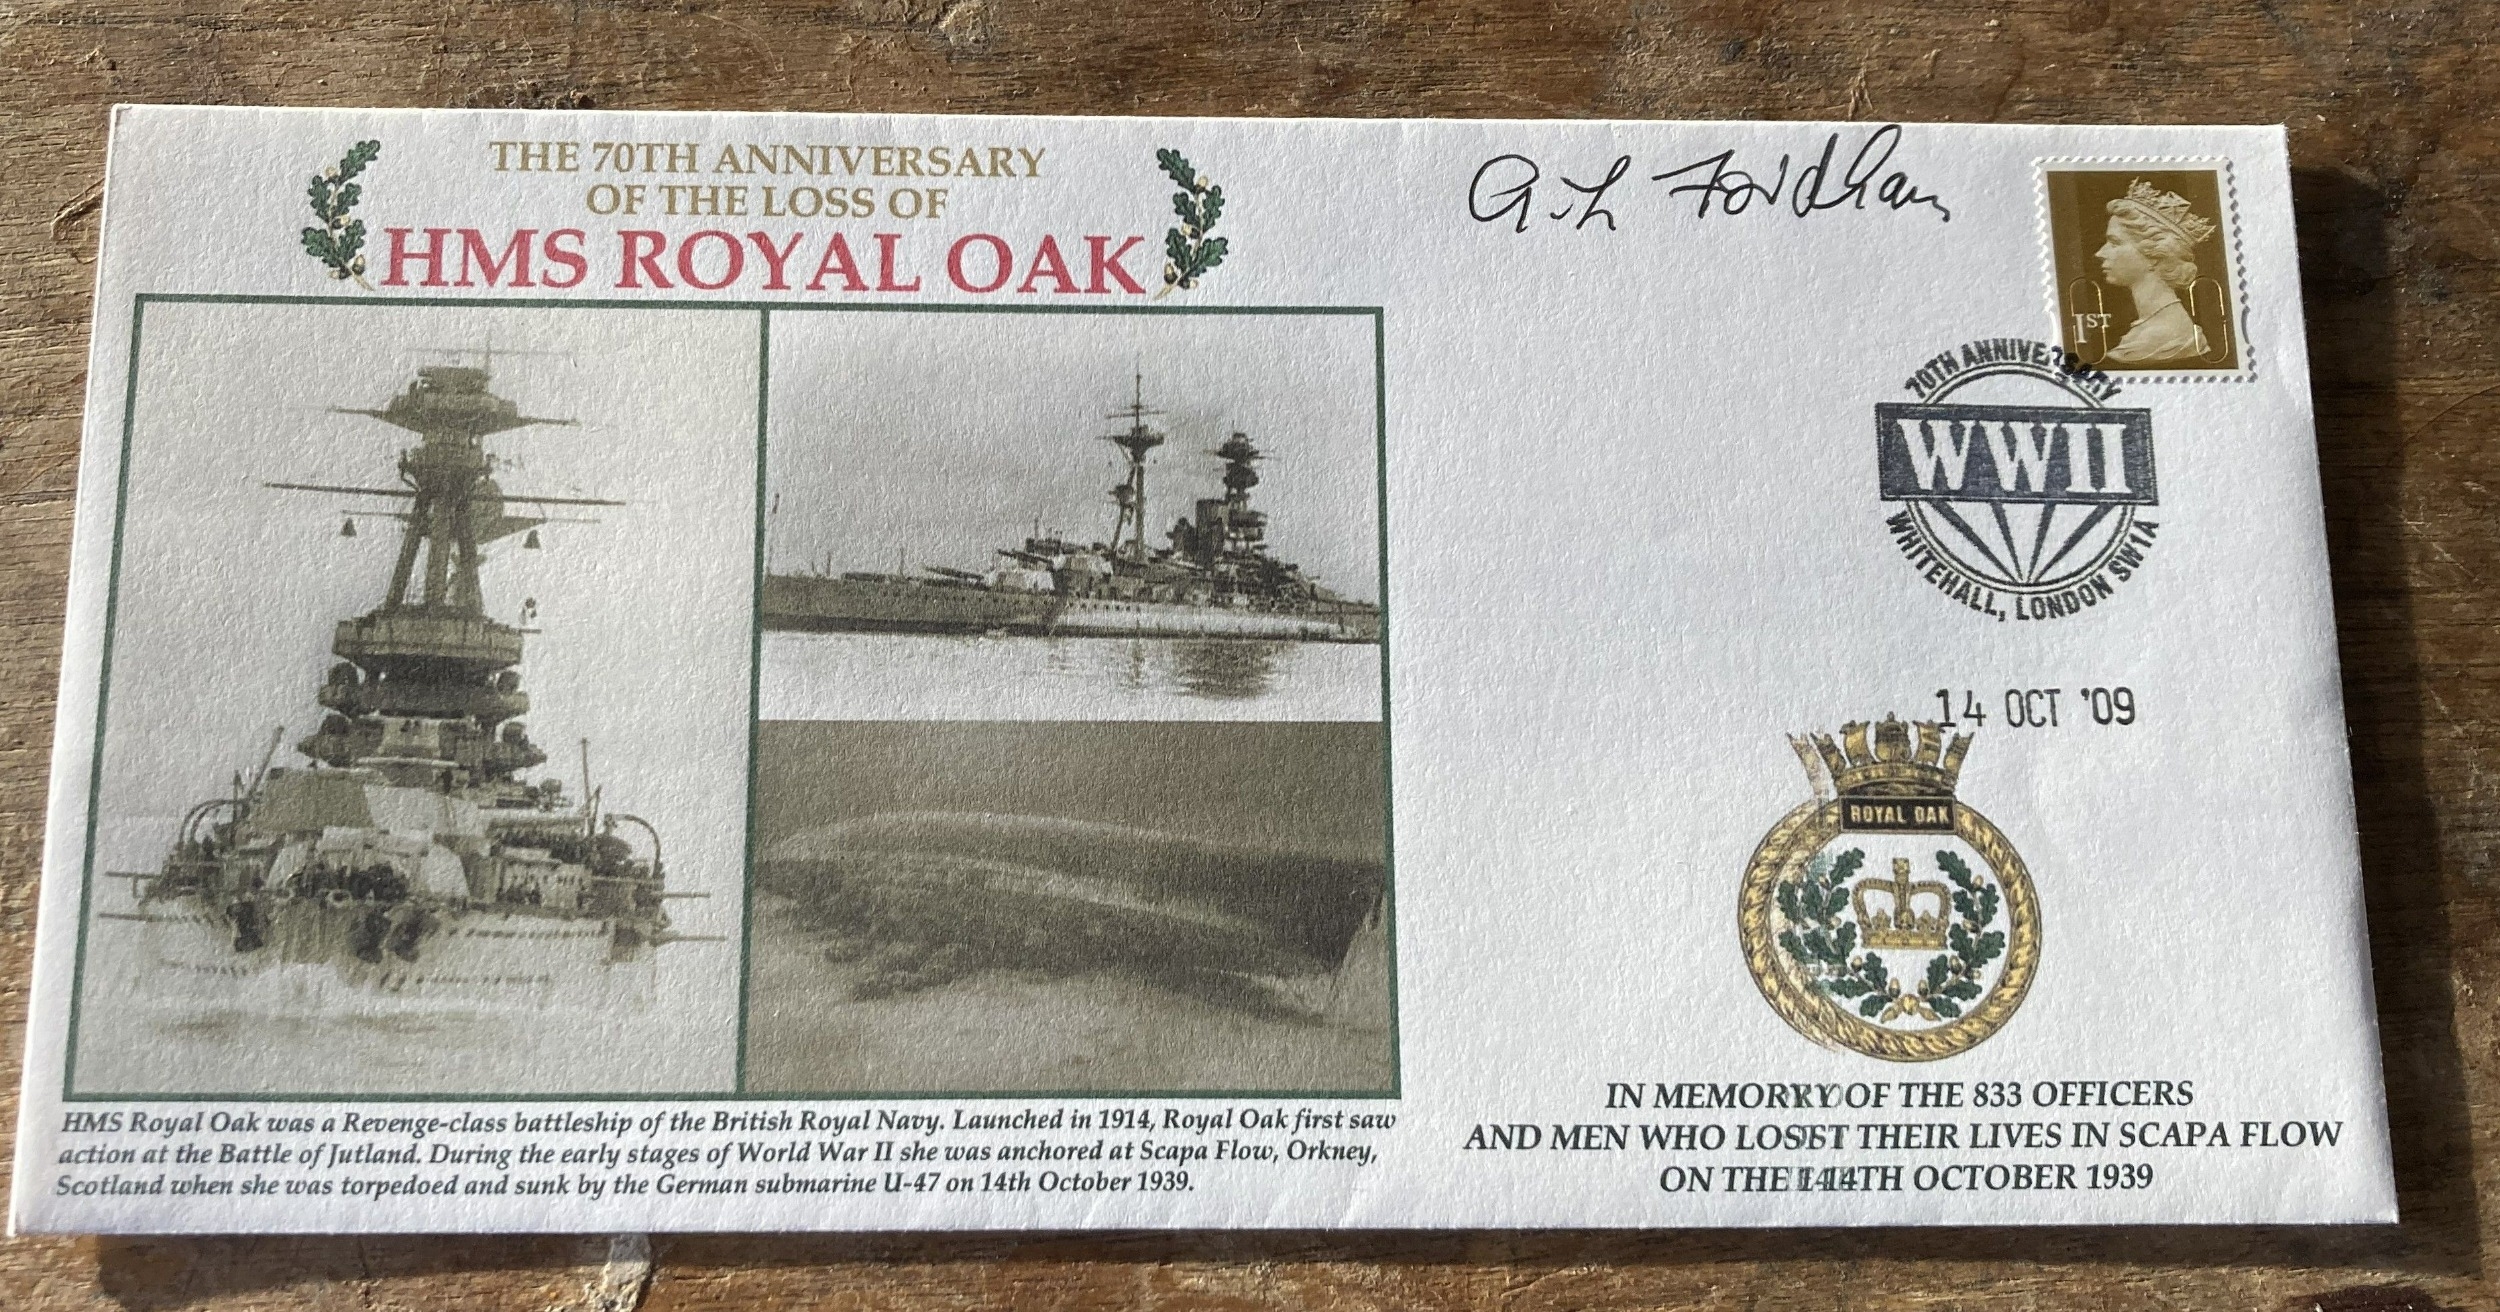 THE 70TH ANNIVERSARY
OF THE LOSS OF
HMS ROYAL OAK
HMS Royal Oak was a Revenge-class battleship of the British Royal Navy. Launched in 1914, Royal Oak first saw
action at the Battle of Jutland. During the early stages of World War II she was anchored at Scapa Flow, Orkney,
Scotland when she was torpedoed and sunk by the German submarine U-47 on 14th October 1939.
A.L Fordham
1ST
70TH ANNIVERSARY
WWII
WHITEHALL, LONDON SW1A
14 OCT '09
ROYAL OAK
IN MEMORY OF THE 833 OFFICERS
AND MEN WHO LOST THEIR LIVES IN SCAPA FLOW
ON THE 14TH OCTOBER 1939